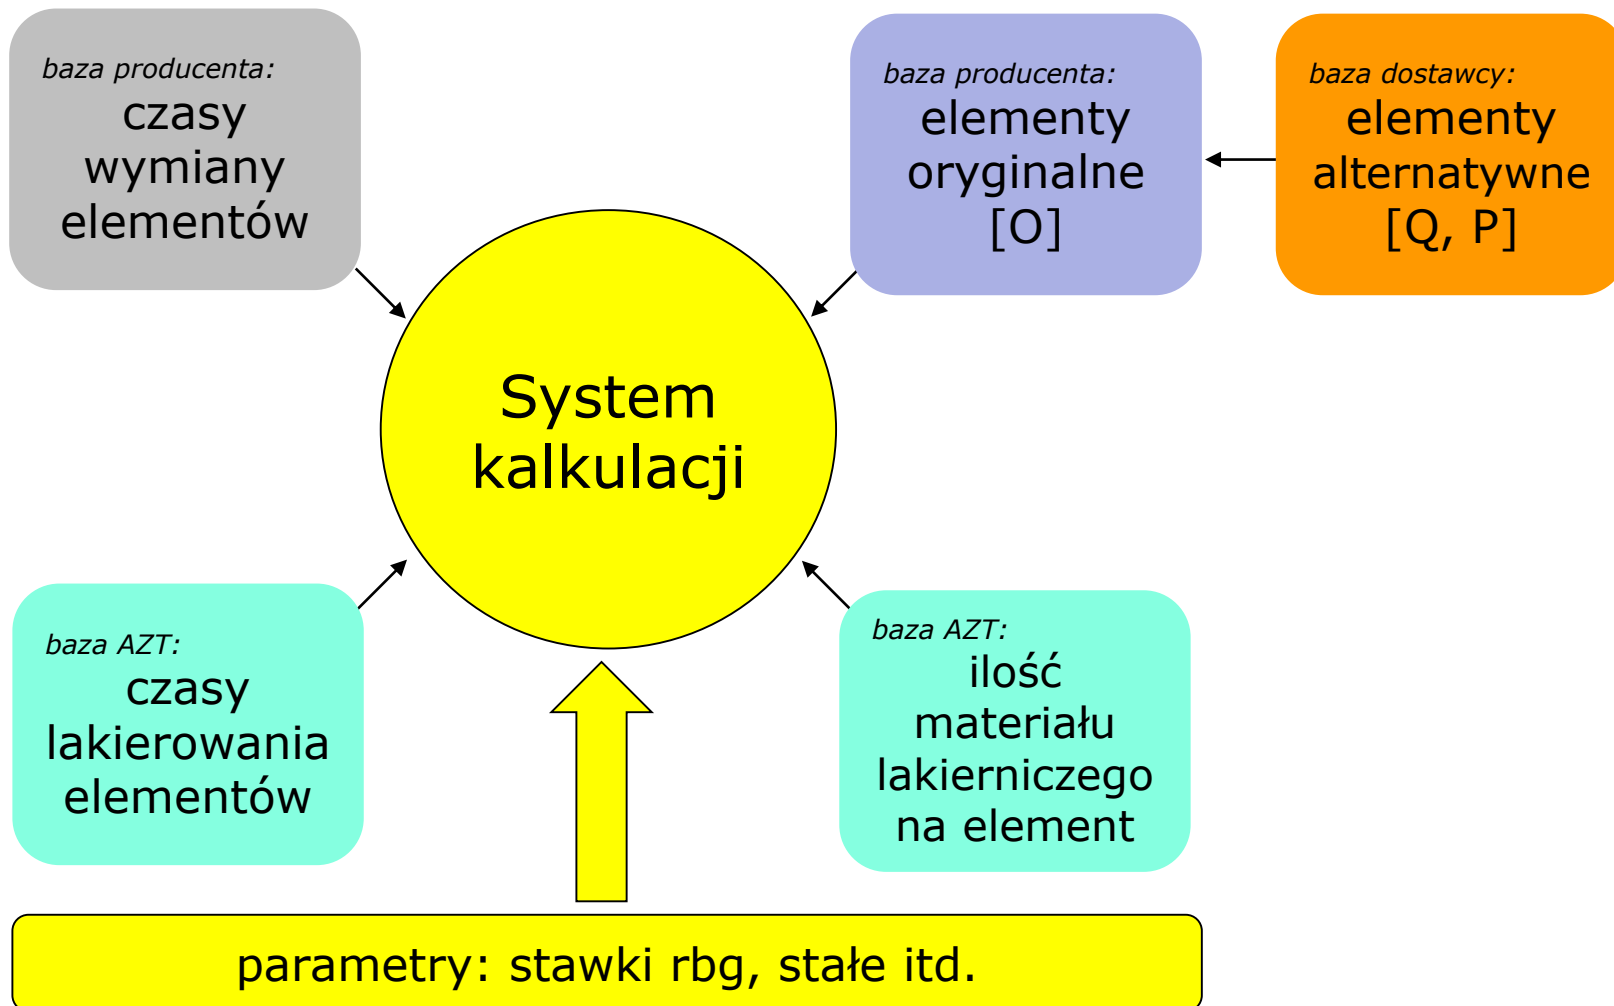 baza producenta:
czasy
wymiany
elementów
baza producenta:
elementy
oryginalne
[O]
baza dostawcy:
elementy
alternatywne
[Q, P]
System
kalkulacji
baza AZT:
czasy
lakierowania
elementów
baza AZT:
ilość
materiału
lakierniczego
na element
parametry: stawki rbg, stałe itd.